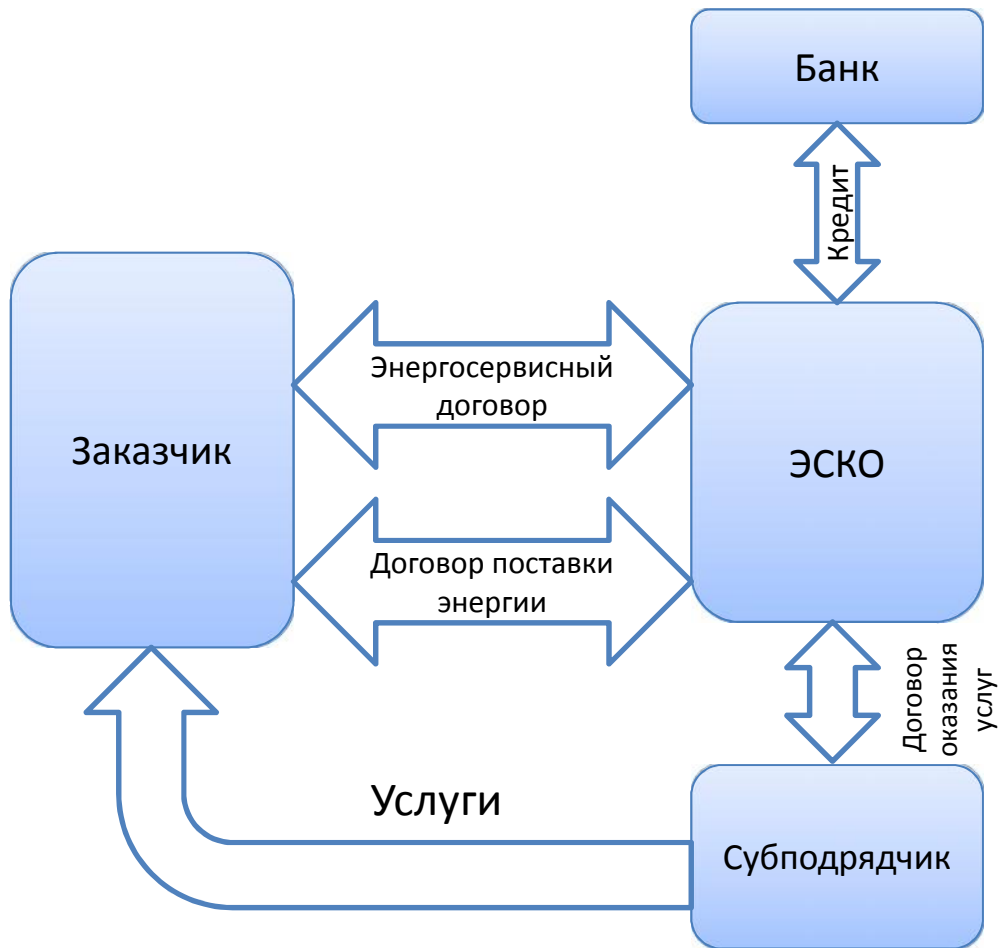 Банк
Кредит
Энергосервисный
договор
Заказчик
ЭСКО
Договор поставки
энергии
Договор
оказания
услуг
Услуги
Субподрядчик